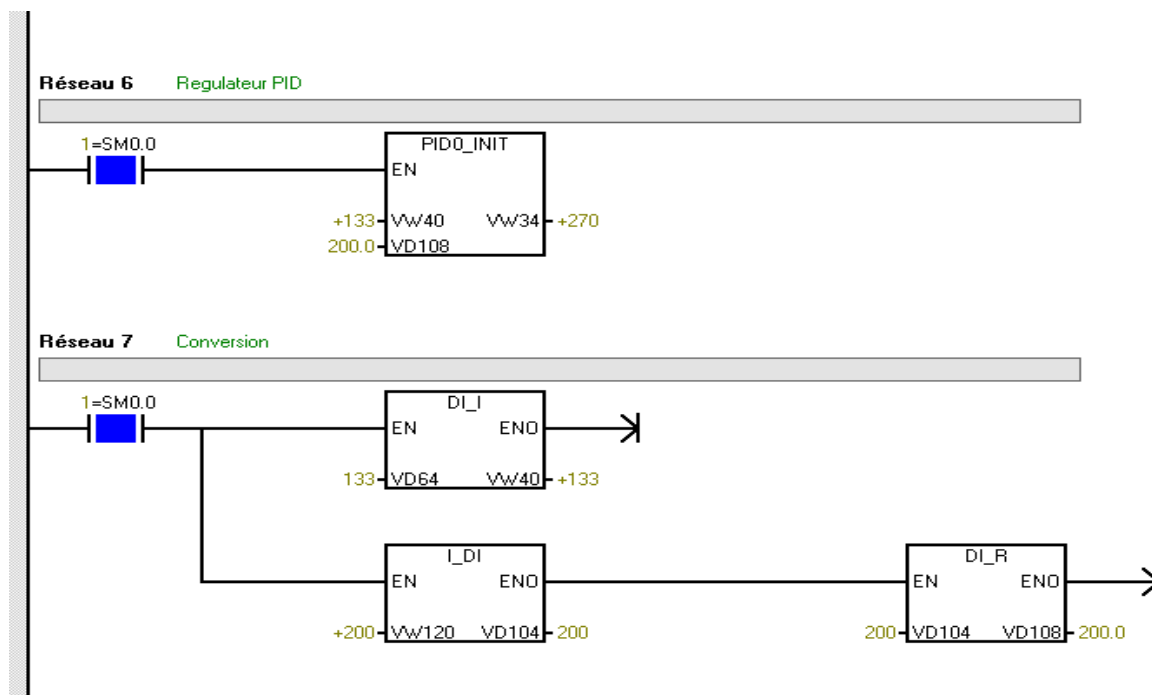 Réseau 6 Regulateur PID
1=SM0.0
PID0_INIT
EN
+133 VW40 VW34 +270
200.0 VD108
Réseau 7 Conversion
1=SM0.0
DI_I
EN ENO
133 VD64 VW40 +133
I_DI
EN ENO
+200 VW120 VD104 200
DI_R
EN ENO
200 VD104 VD108 200.0